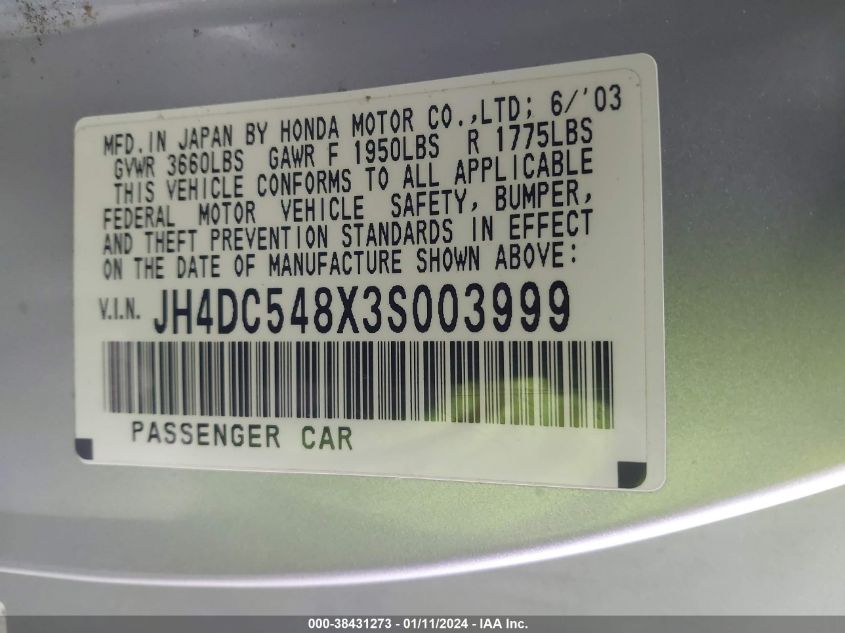 MFD.IN JAPAN BY HONDA MOTOR CO.,LTD; 6/'03
GVWR 3660LBS GAWR F 1950LBS R 1775LBS
THIS VEHICLE CONFORMS TO ALL APPLICABLE
FEDERAL MOTOR VEHICLE SAFETY, BUMPER,
AND THEFT PREVENTION STANDARDS IN EFFECT
ON THE DATE OF MANUFACTURE SHOWN ABOVE:
V.I.N. JH4DC548X3S003999
PASSENGER CAR
000-38431273 - 01/11/2024 - IAA Inc.